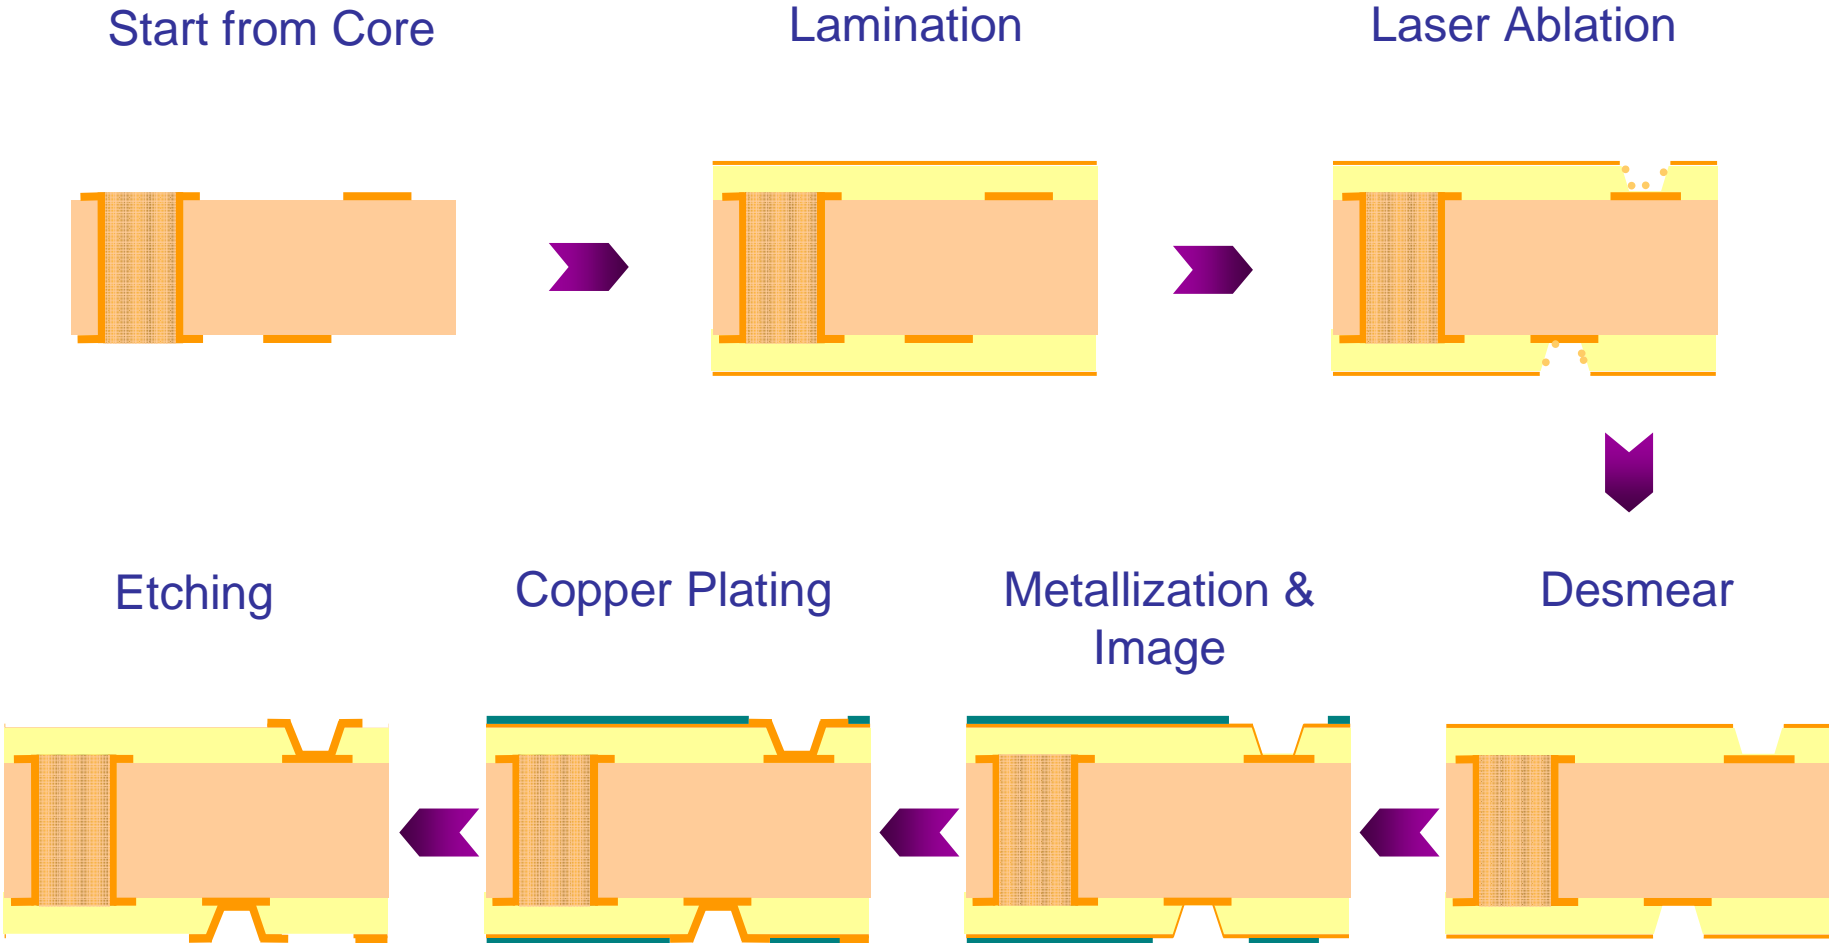 Start from Core
Lamination
Laser Ablation
Etching
Copper Plating
Metallization &
Image
Desmear